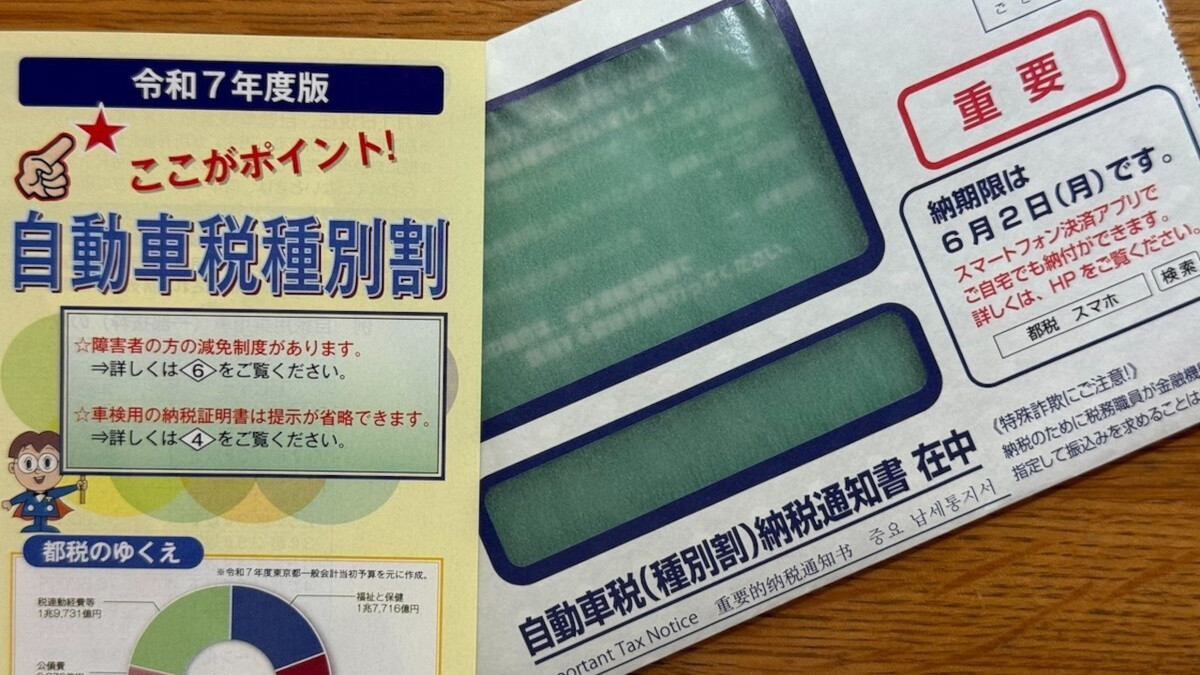 令和7年度版
ここがポイント!
自動車税種別割
☆障害者の方の減免制度があります。
⇒詳しくは<6>をご覧ください。
☆車検用の納税証明書は提示が省略できます。
⇒詳しくは<4>をご覧ください。
都税のゆくえ
※令和7年度東京都一般会計当初予算を元に作成。
税連動経費等
1兆9,731億円
福祉と保健
1兆7,716億円
公債費
重要
納期限は
6月2日(月)です。
スマートフォン決済アプリで
ご自宅でも納付ができます。
詳しくは、HPをご覧ください。
都税 スマホ 検索
《特殊詐欺にご注意!》
納税のために税務職員が金融機関
指定して振込みを求めることは
自動車税(種別割)納税通知書 在中
portant Tax Notice 重要的纳税通知书 중요 납세통지서